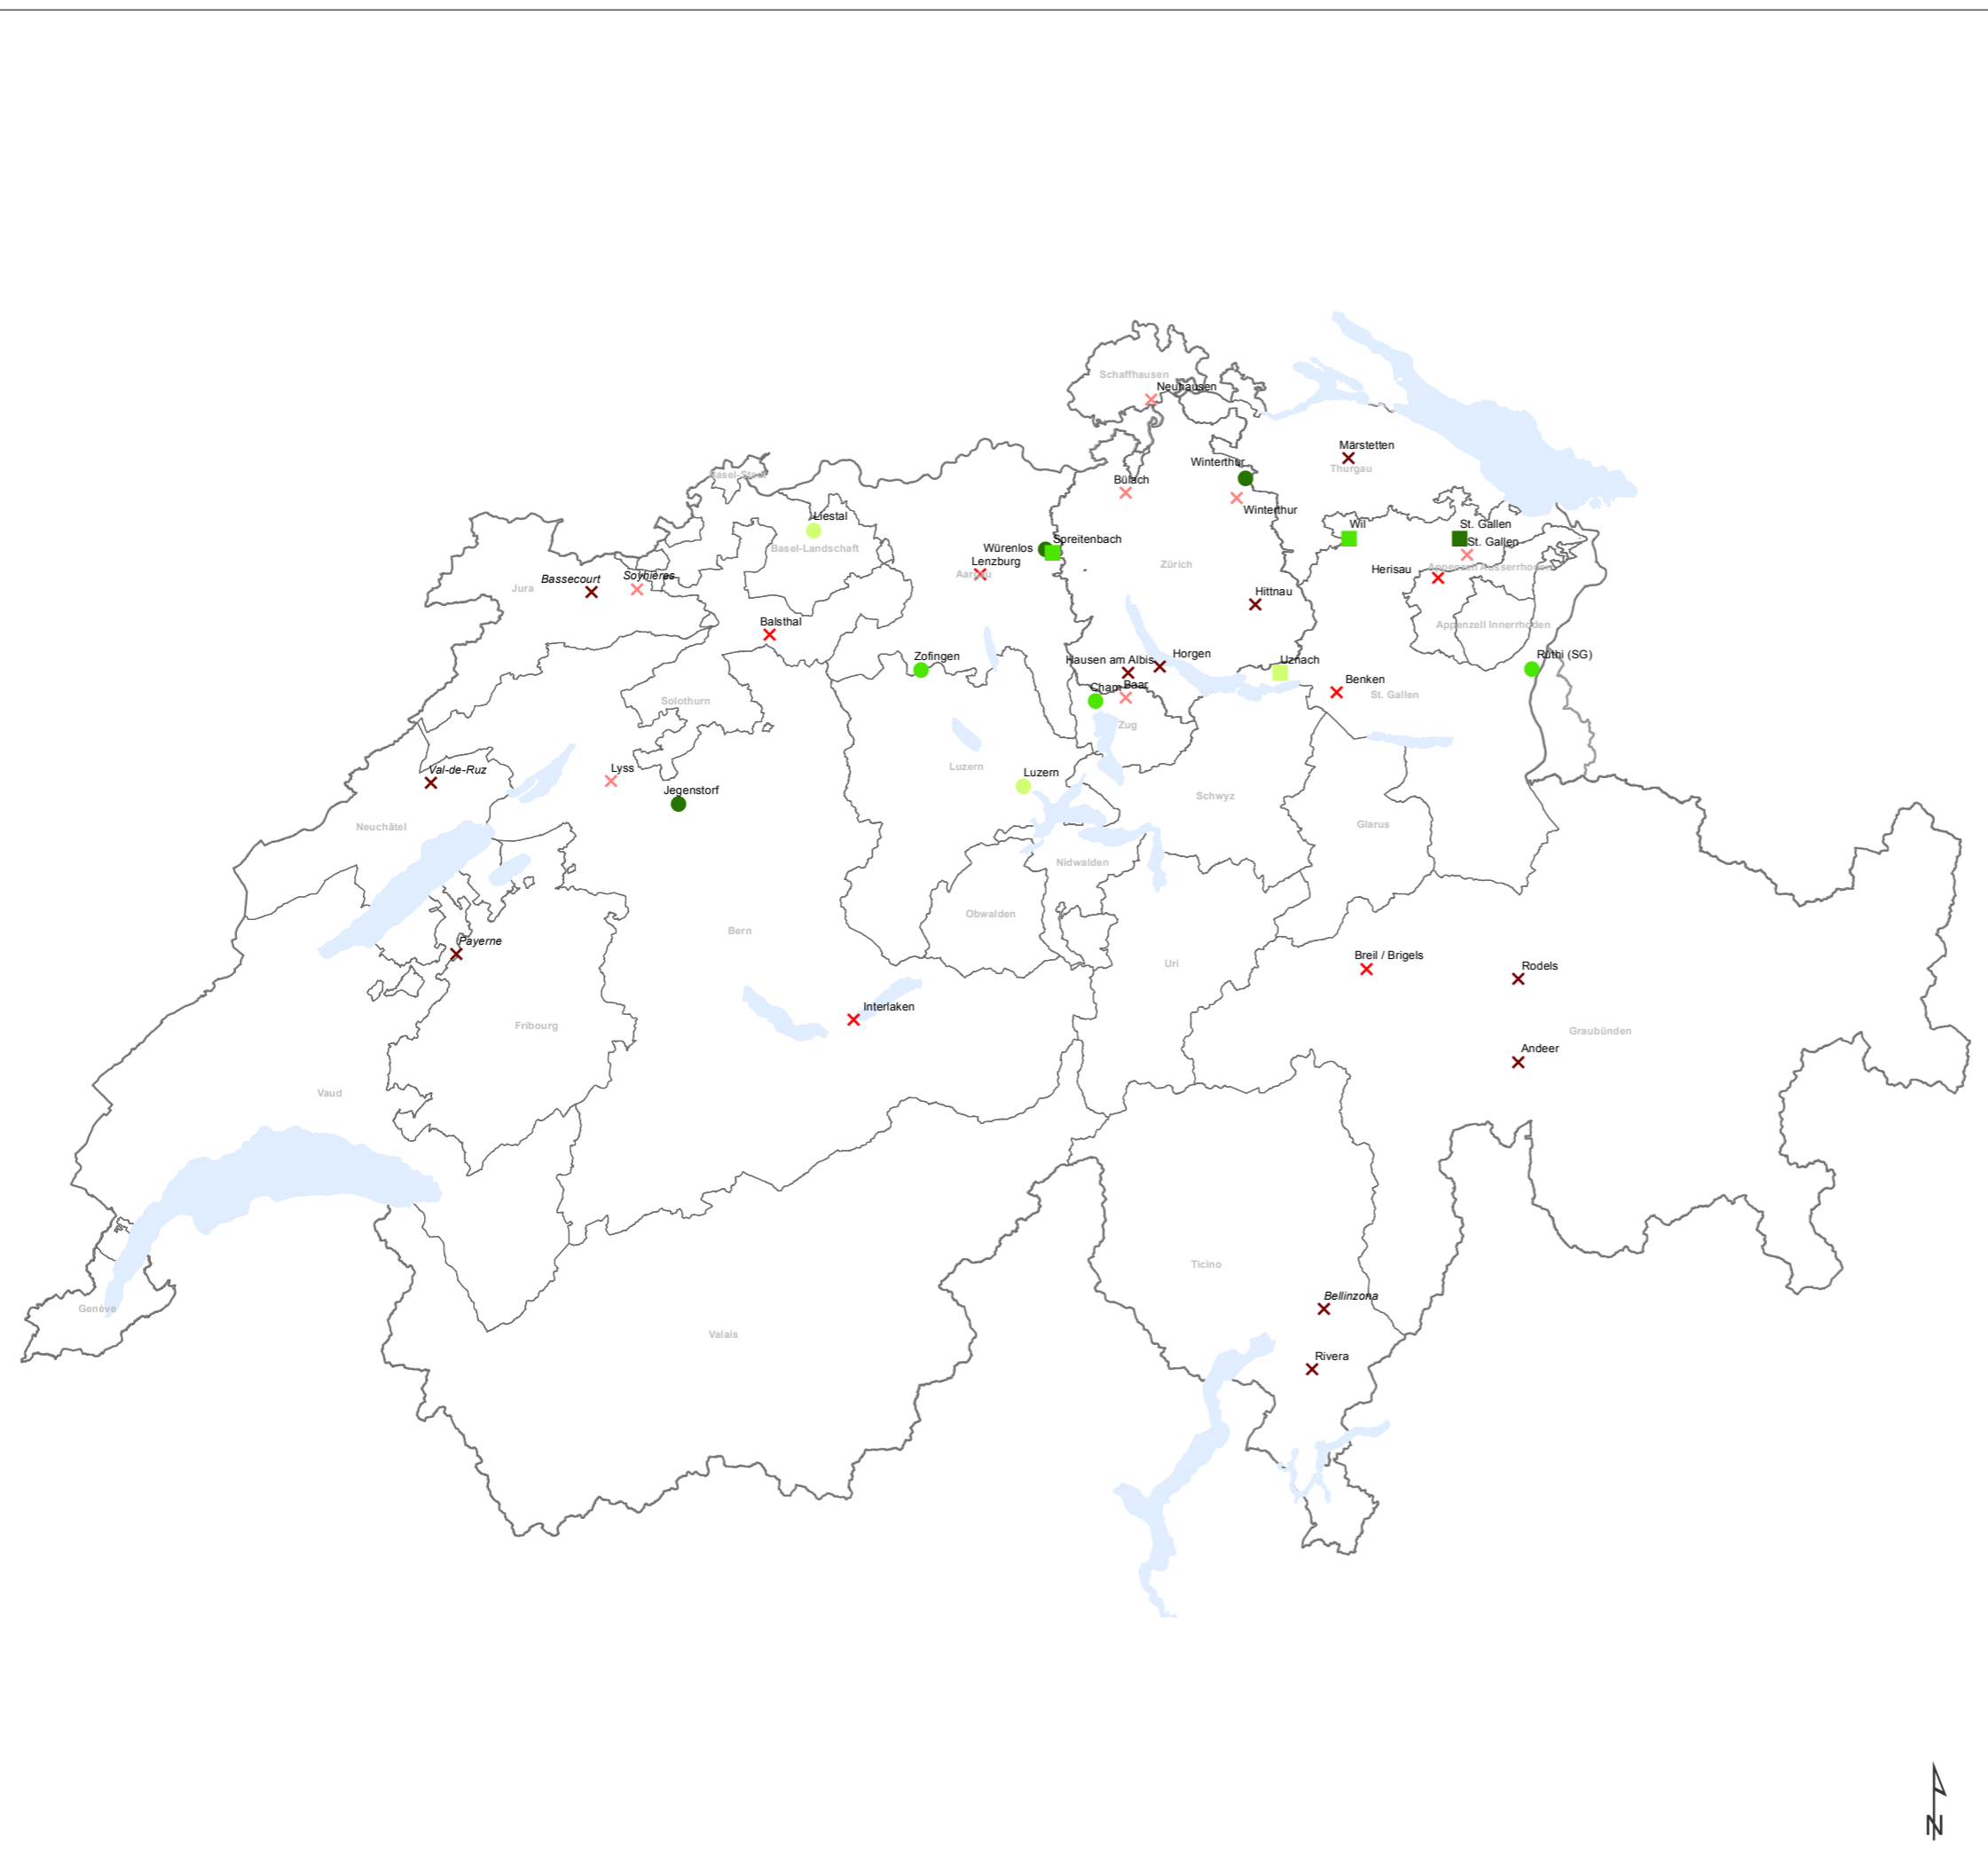 Schaffhausen
Neuhausen
Märstetten
Thurgau
Winterthur
Basel-Stadt
Bülach
Winterthur
Liestal
Wil
St. Gallen
Basel-Landschaft
Würenlos
Spreitenbach
St. Gallen
Lenzburg
Zürich
Herisau
Appenzell Ausserrhoden
Aargau
Bassecourt
Soyhières
Jura
Hittnau
Balsthal
Appenzell Innerrhoden
Zofingen
Hausen am Albis
Horgen
Uznach
Rüthi (SG)
Benken
Cham
Baar
St. Gallen
Solothurn
Zug
Val-de-Ruz
Lyss
Luzern
Luzern
Jegenstorf
Schwyz
Neuchâtel
Glarus
Nidwalden
Obwalden
Bern
Payerne
Breil / Brigels
Uri
Rodels
Interlaken
Fribourg
Graubünden
Andeer
Vaud
Ticino
Bellinzona
Genève
Valais
Rivera
N